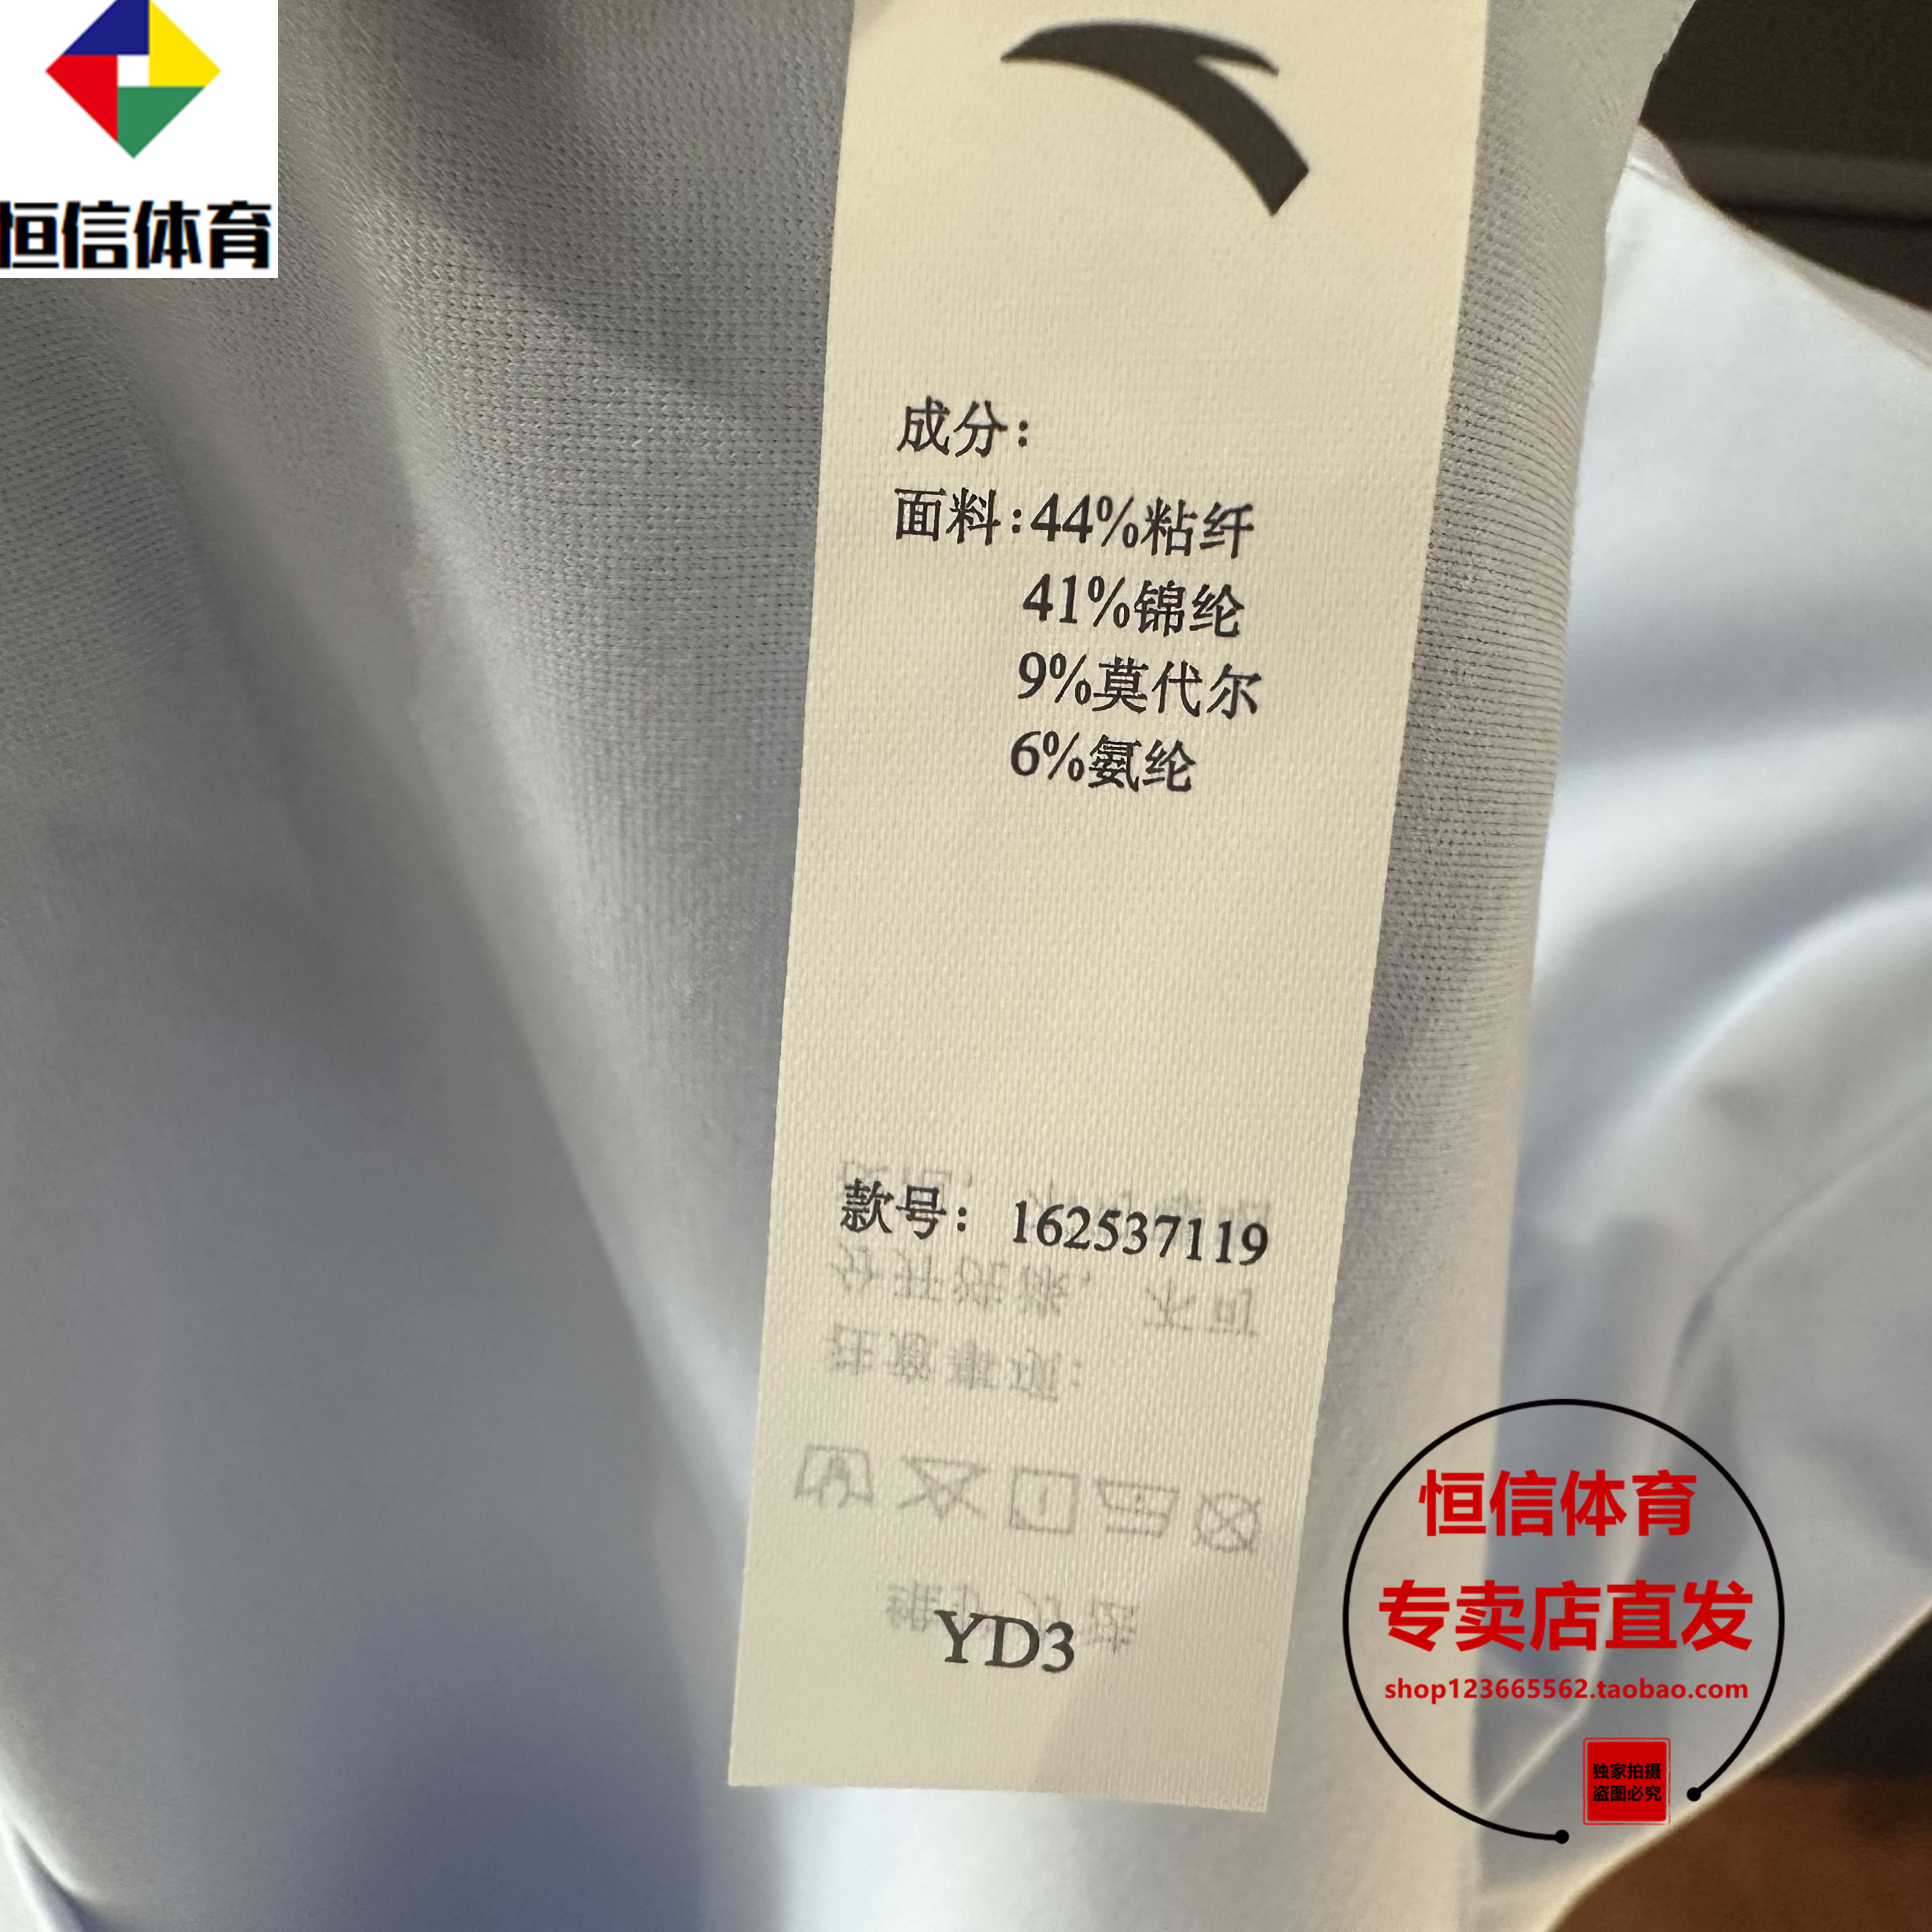 恒信体育
成分：
面料：44%粘纤
41%锦纶
9%莫代尔
6%氨纶
款号： 162537119
YD3
恒信体育
专卖店直发
shop123665562.taobao.com
独家拍摄
盗图必究